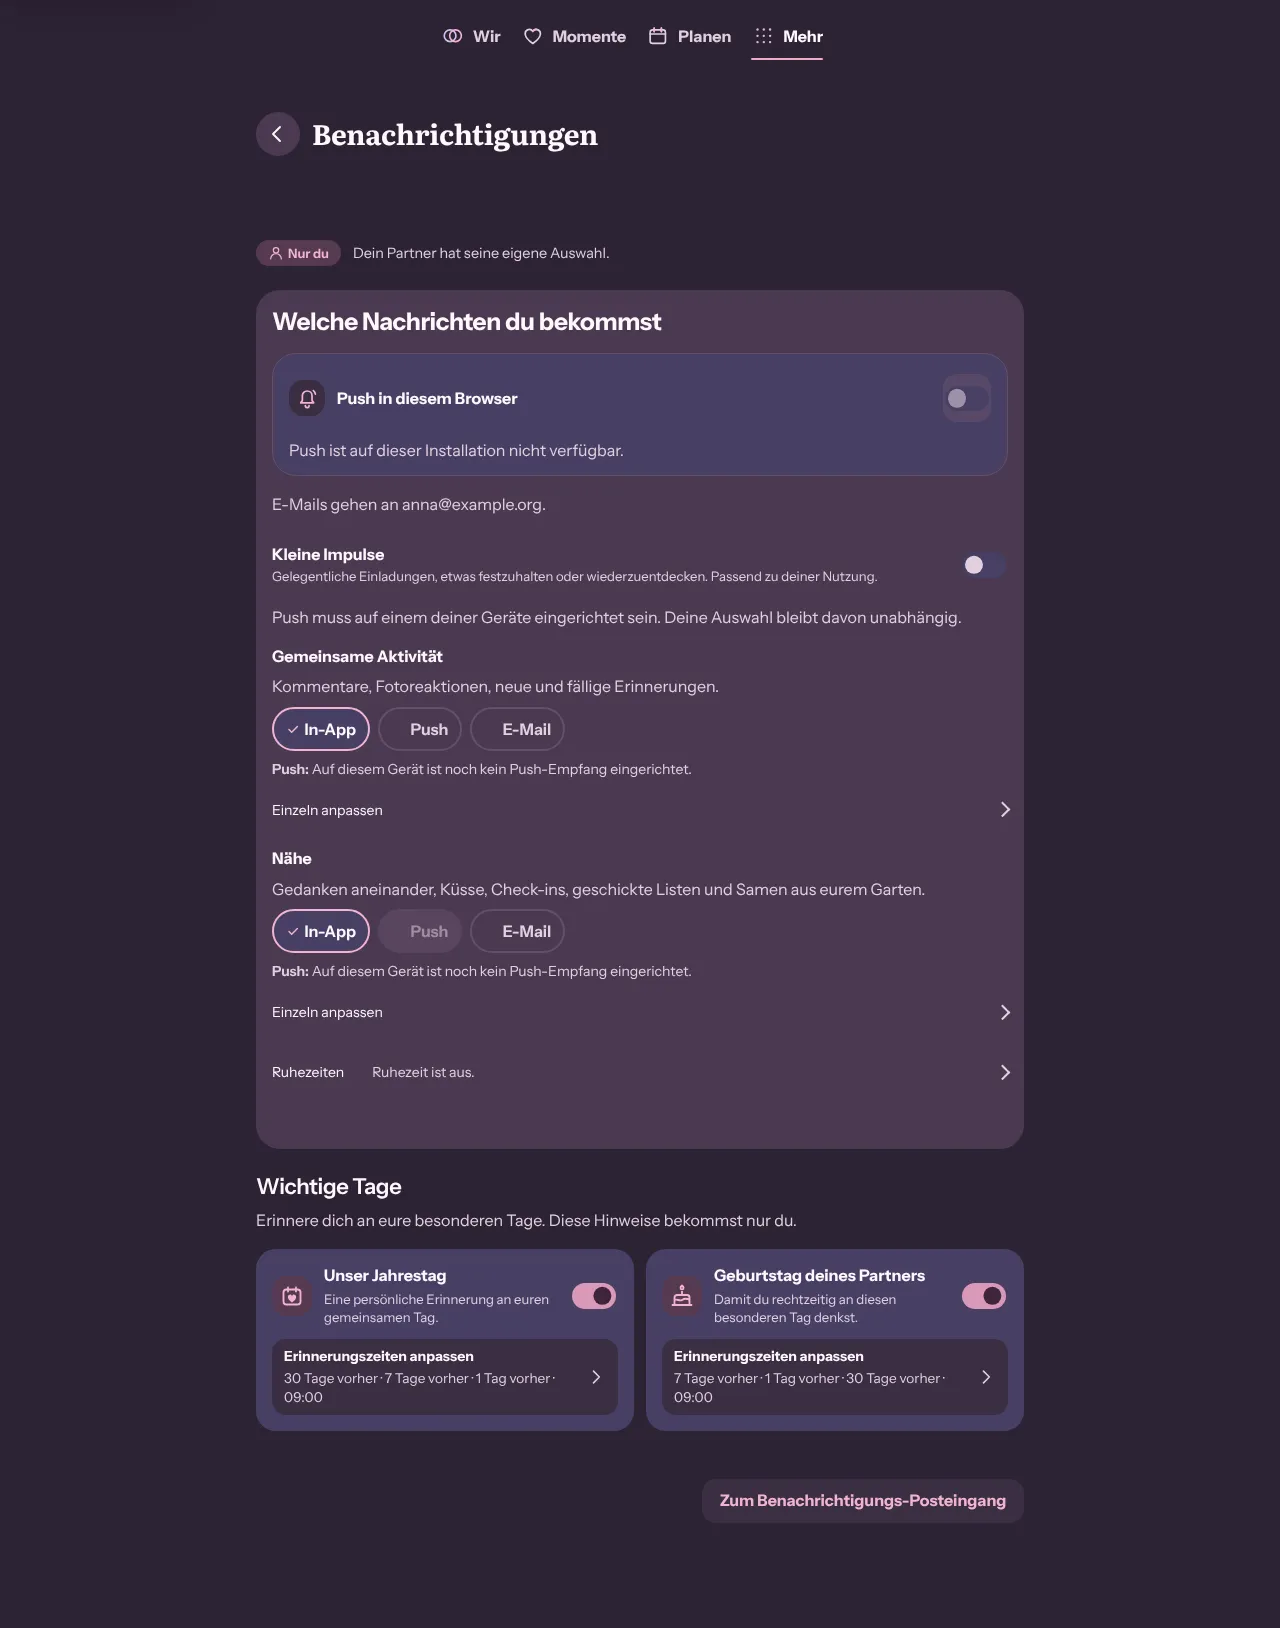 Wir
Momente
Planen
Mehr
Benachrichtigungen
Nur du
Dein Partner hat seine eigene Auswahl.
Welche Nachrichten du bekommst
Push in diesem Browser
Push ist auf dieser Installation nicht verfügbar.
E-Mails gehen an anna@example.org.
Kleine Impulse
Gelegentliche Einladungen, etwas festzuhalten oder wiederzuentdecken. Passend zu deiner Nutzung.
Push muss auf einem deiner Geräte eingerichtet sein. Deine Auswahl bleibt davon unabhängig.
Gemeinsame Aktivität
Kommentare, Fotoreaktionen, neue und fällige Erinnerungen.
In-App
Push
E-Mail
Push: Auf diesem Gerät ist noch kein Push-Empfang eingerichtet.
Einzeln anpassen
Nähe
Gedanken aneinander, Küsse, Check-ins, geschickte Listen und Samen aus eurem Garten.
In-App
Push
E-Mail
Push: Auf diesem Gerät ist noch kein Push-Empfang eingerichtet.
Einzeln anpassen
Ruhezeiten
Ruhezeit ist aus.
Wichtige Tage
Erinnere dich an eure besonderen Tage. Diese Hinweise bekommst nur du.
Unser Jahrestag
Eine persönliche Erinnerung an euren
gemeinsamen Tag.
Erinnerungszeiten anpassen
30 Tage vorher · 7 Tage vorher · 1 Tag vorher ·
09:00
Geburtstag deines Partners
Damit du rechtzeitig an diesen
besonderen Tag denkst.
Erinnerungszeiten anpassen
7 Tage vorher · 1 Tag vorher · 30 Tage vorher ·
09:00
Zum Benachrichtigungs-Posteingang